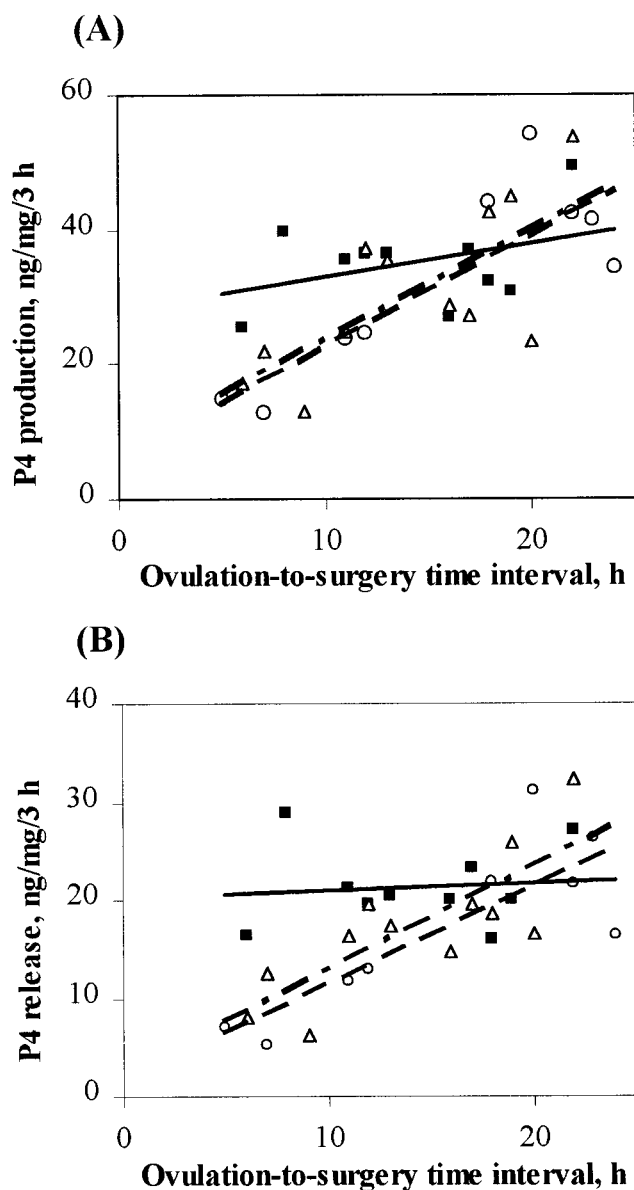 (A)
60
40
20
0
P4 production, ng/mg/3 h
0 10 20
Ovulation-to-surgery time interval, h
(B)
40
30
20
10
0
P4 release, ng/mg/3 h
0 10 20
Ovulation-to-surgery time interval, h